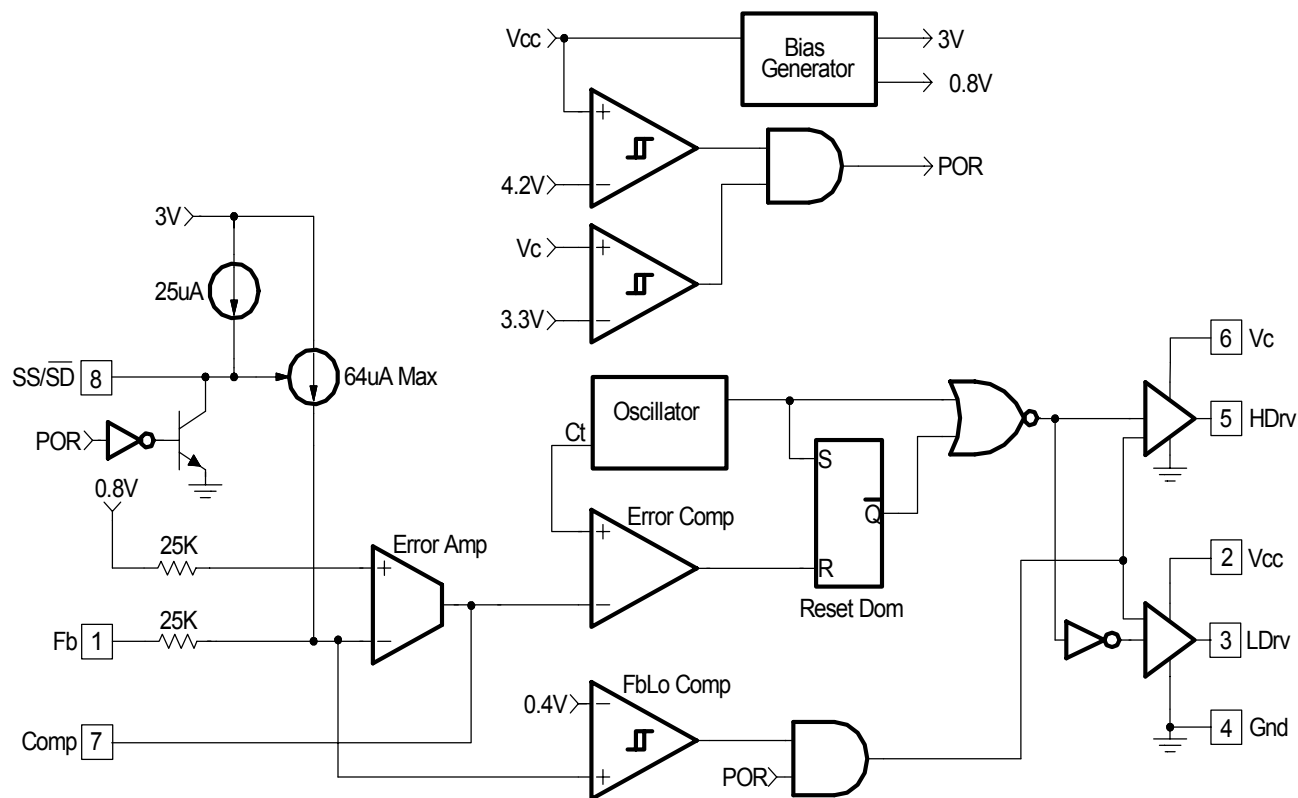 Vcc
Bias
Generator
3V
0.8V
+
4.2V
−
POR
3V
Vc
+
25uA
3.3V
−
SS/SD
8
64uA Max
6
Vc
Oscillator
5
HDrv
POR
Ct
S
0.8V
Q
Error Comp
+
25K
Error Amp
+
R
2
Vcc
−
Reset Dom
25K
Fb
1
−
3
LDrv
FbLo Comp
0.4V
−
4
Gnd
Comp
7
+
POR